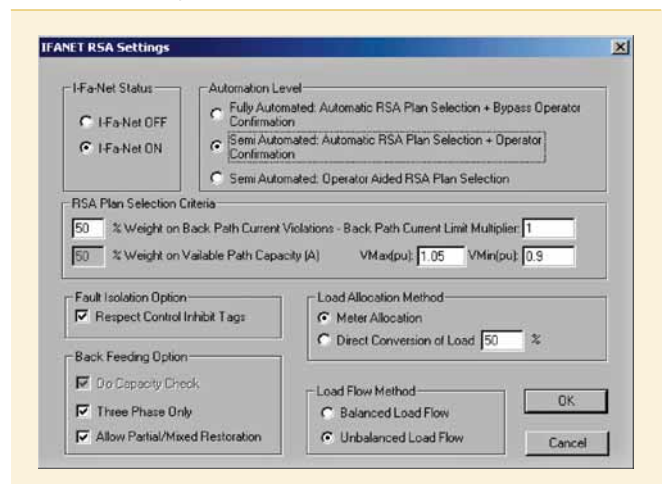 IFANET RSA Settings
I-Fa-Net Status
I-Fa-Net OFF
I-Fa-Net ON
Automation Level
Fully Automated: Automatic RSA Plan Selection + Bypass Operator
Confirmation
Semi Automated: Automatic RSA Plan Selection + Operator
Confirmation
Semi Automated: Operator Aided RSA Plan Selection
RSA Plan Selection Criteria
50 % Weight on Back Path Current Violations - Back Path Current Limit Multiplier: 1
50 % Weight on Vailable Path Capacity (A) VMax(pu): 1.05 VMin(pu): 0.9
Fault Isolation Option
Respect Control Inhibit Tags
Load Allocation Method
Meter Allocation
Direct Conversion of Load 50 %
Back Feeding Option
Do Capacity Check
Three Phase Only
Allow Partial/Mixed Restoration
Load Flow Method
Balanced Load Flow
Unbalanced Load Flow
OK
Cancel